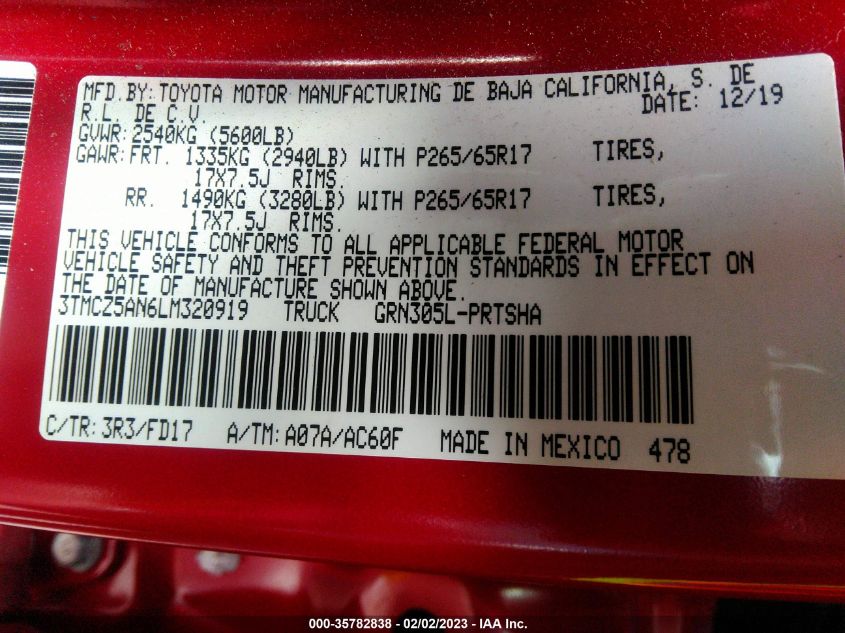 MFD.BY:TOYOTA MOTOR MANUFACTURING DE BAJA CALIFORNIA, S. DE
R.L. DE C.V. DATE: 12/19
GVWR:2540KG (5600LB)
GAWR:FRT. 1335KG (2940LB) WITH P265/65R17 TIRES,
17X7.5J RIMS.
RR. 1490KG (3280LB) WITH P265/65R17 TIRES,
17X7.5J RIMS.
THIS VEHICLE CONFORMS TO ALL APPLICABLE FEDERAL MOTOR
VEHICLE SAFETY AND THEFT PREVENTION STANDARDS IN EFFECT ON
THE DATE OF MANUFACTURE SHOWN ABOVE.
3TMCZ5AN6LM320919 TRUCK GRN305L-PRTSHA
C/TR:3R3/FD17 A/TM:A07A/AC60F MADE IN MEXICO 478
000-35782838 - 02/02/2023 - IAA Inc.